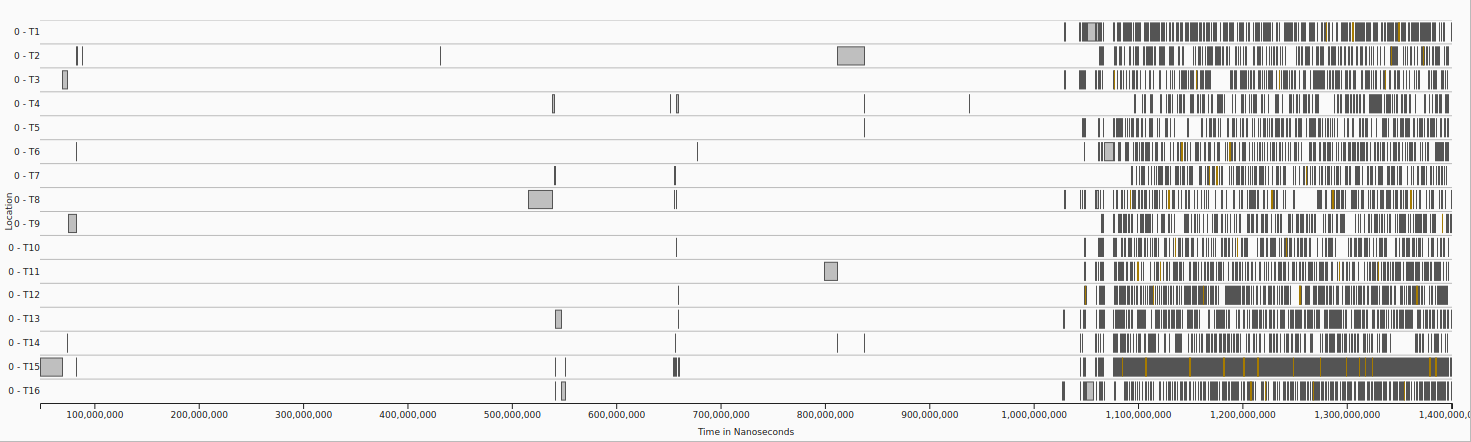 0 - T1
0 - T2
0 - T3
0 - T4
0 - T5
0 - T6
0 - T7
0 - T8
Location
0 - T9
0 - T10
0 - T11
0 - T12
0 - T13
0 - T14
0 - T15
0 - T16
100,000,000 200,000,000 300,000,000 400,000,000 500,000,000 600,000,000 700,000,000 800,000,000 900,000,000 1,000,000,000 1,100,000,000 1,200,000,000 1,300,000,000 1,400,000,0
Time in Nanoseconds